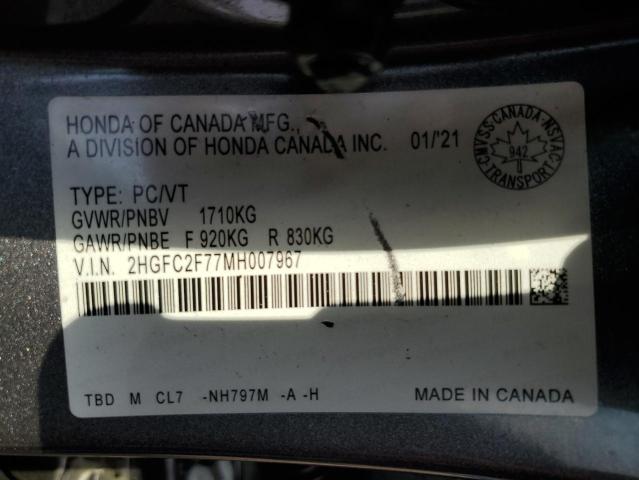 HONDA OF CANADA MFG.,
A DIVISION OF HONDA CANADA INC. 01/'21
CMVSS-CANADA-NSVAC
942
TRANSPORT
TYPE: PC/VT
GVWR/PNBV 1710KG
GAWR/PNBE F 920KG R 830KG
V.I.N. 2HGFC2F77MH007967
TBD M CL7 -NH797M -A -H
MADE IN CANADA